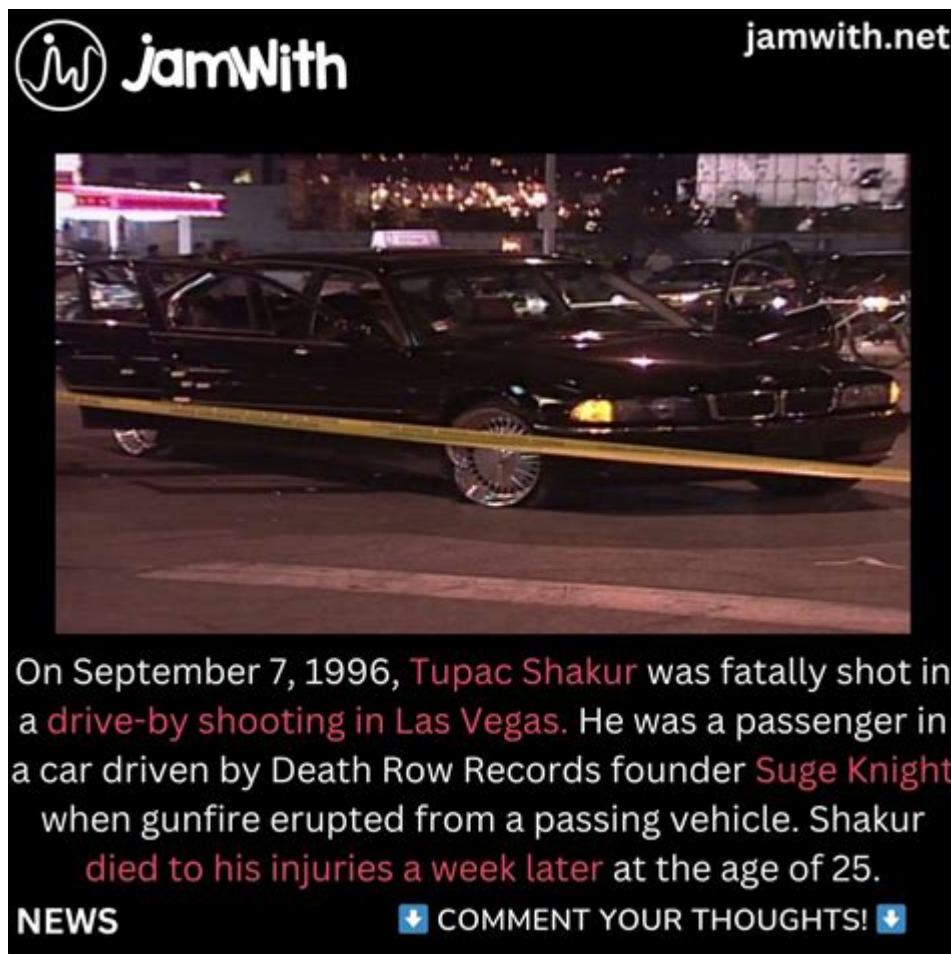 jamWith
jamwith.net
On September 7, 1996, Tupac Shakur was fatally shot in
a drive-by shooting in Las Vegas. He was a passenger in
a car driven by Death Row Records founder Suge Knight
when gunfire erupted from a passing vehicle. Shakur
died to his injuries a week later at the age of 25.
NEWS
COMMENT YOUR THOUGHTS!